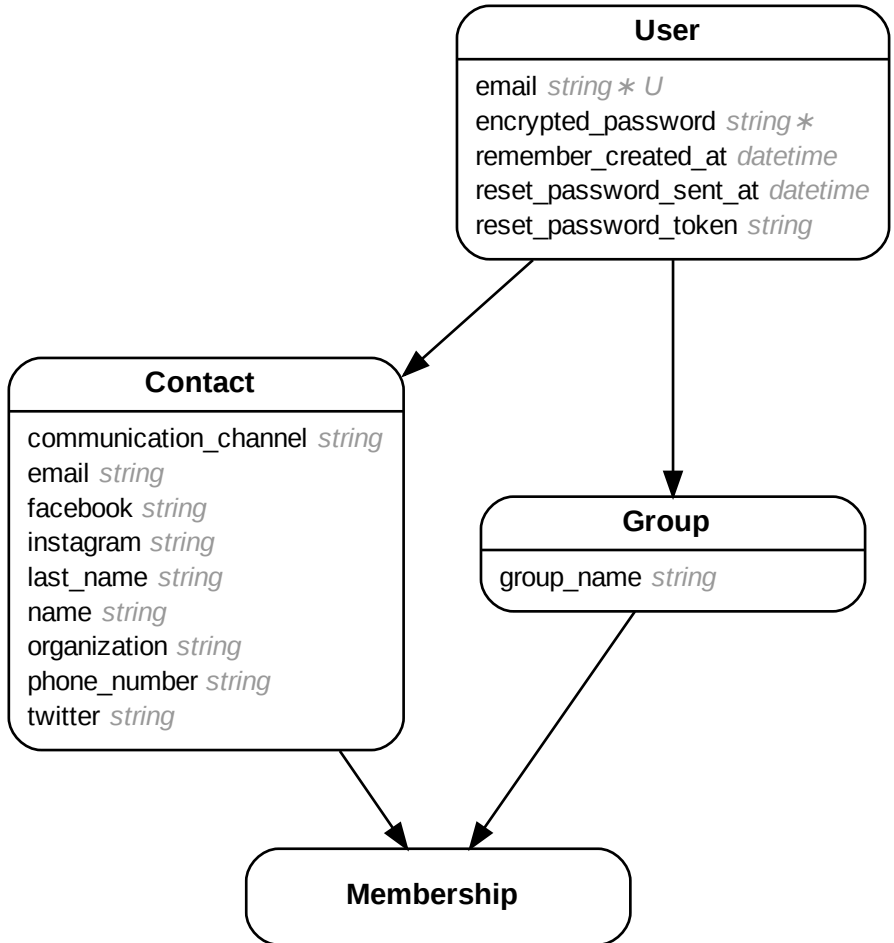 User
email string∗ U
encrypted_password string∗
remember_created_at datetime
reset_password_sent_at datetime
reset_password_token string
Contact
communication_channel string
email string
facebook string
instagram string
last_name string
name string
organization string
phone_number string
twitter string
Group
group_name string
Membership